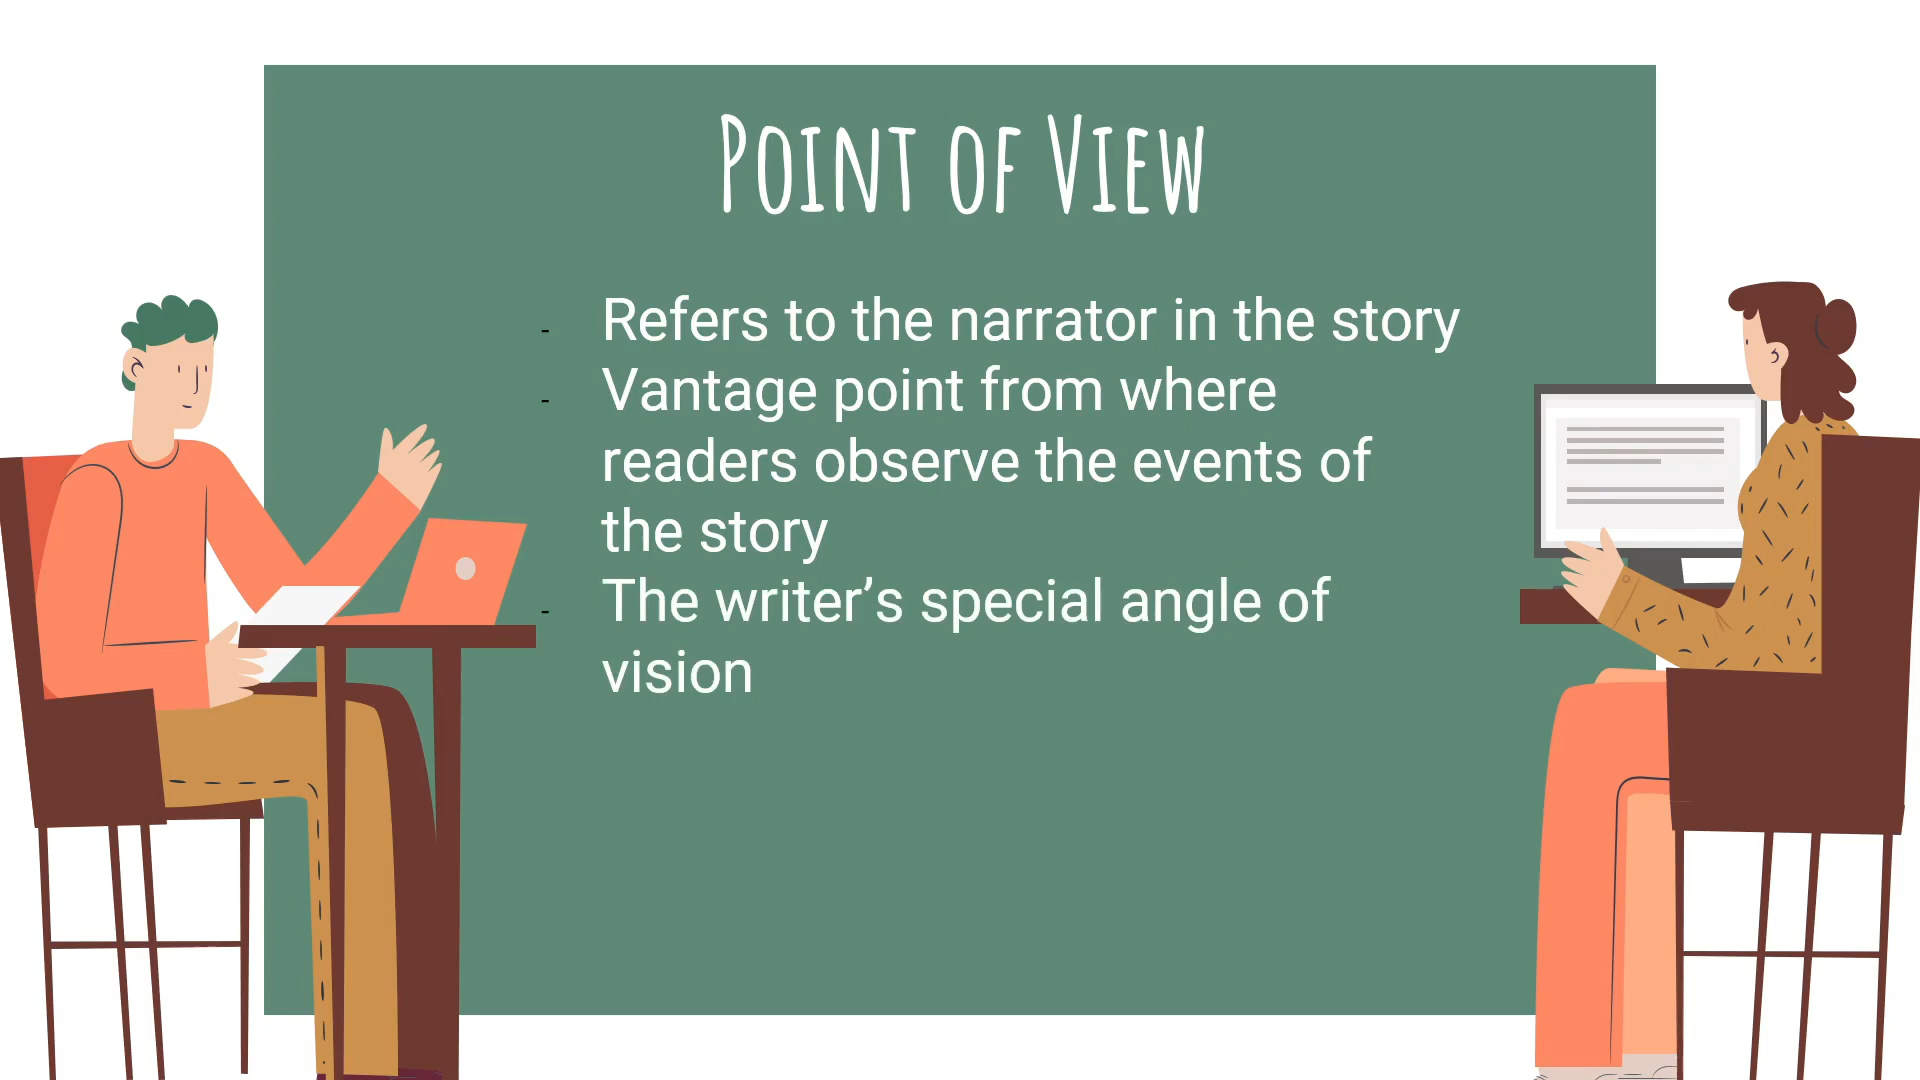 Point of View
- Refers to the narrator in the story
- Vantage point from where
readers observe the events of
the story
- The writer’s special angle of
vision